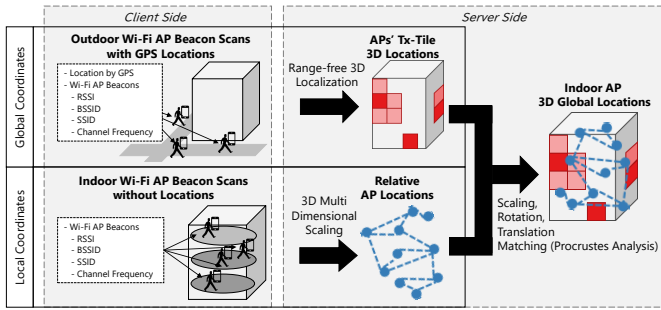 Client Side
Server Side
Global Coordinates
Outdoor Wi-Fi AP Beacon Scans
with GPS Locations
- Location by GPS
- Wi-Fi AP Beacons
- RSSI
- BSSID
- SSID
- Channel Frequency
Range-free 3D
Localization
APs' Tx-Tile
3D Locations
Indoor AP
3D Global Locations
Local Coordinates
Indoor Wi-Fi AP Beacon Scans
without Locations
- Wi-Fi AP Beacons
- RSSI
- BSSID
- SSID
- Channel Frequency
3D Multi
Dimensional
Scaling
Relative
AP Locations
Scaling,
Rotation,
Translation
Matching (Procrustes Analysis)